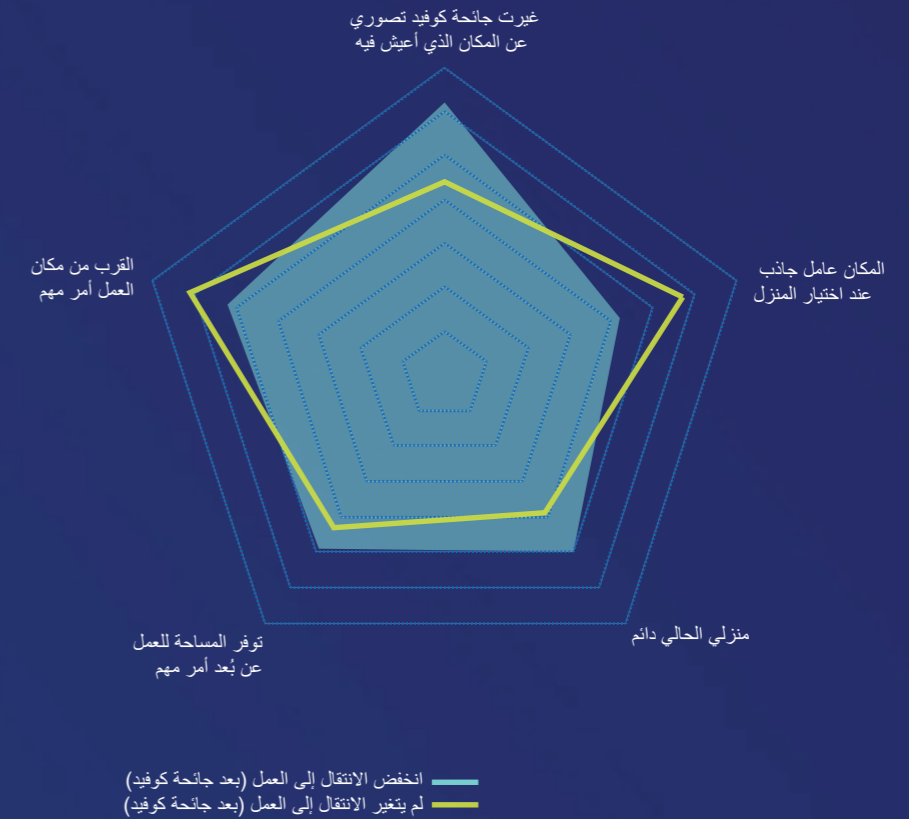 غيرت جائحة كوفيد تصوري
عن المكان الذي أعيش فيه
المكان عامل جاذب
عند اختيار المنزل
القرب من مكان
العمل أمر مهم
منزلي الحالي دائم
توفر المساحة للعمل
عن بُعد أمر مهم
انخفض الانتقال إلى العمل (بعد جائحة كوفيد)
لم يتغير الانتقال إلى العمل (بعد جائحة كوفيد)